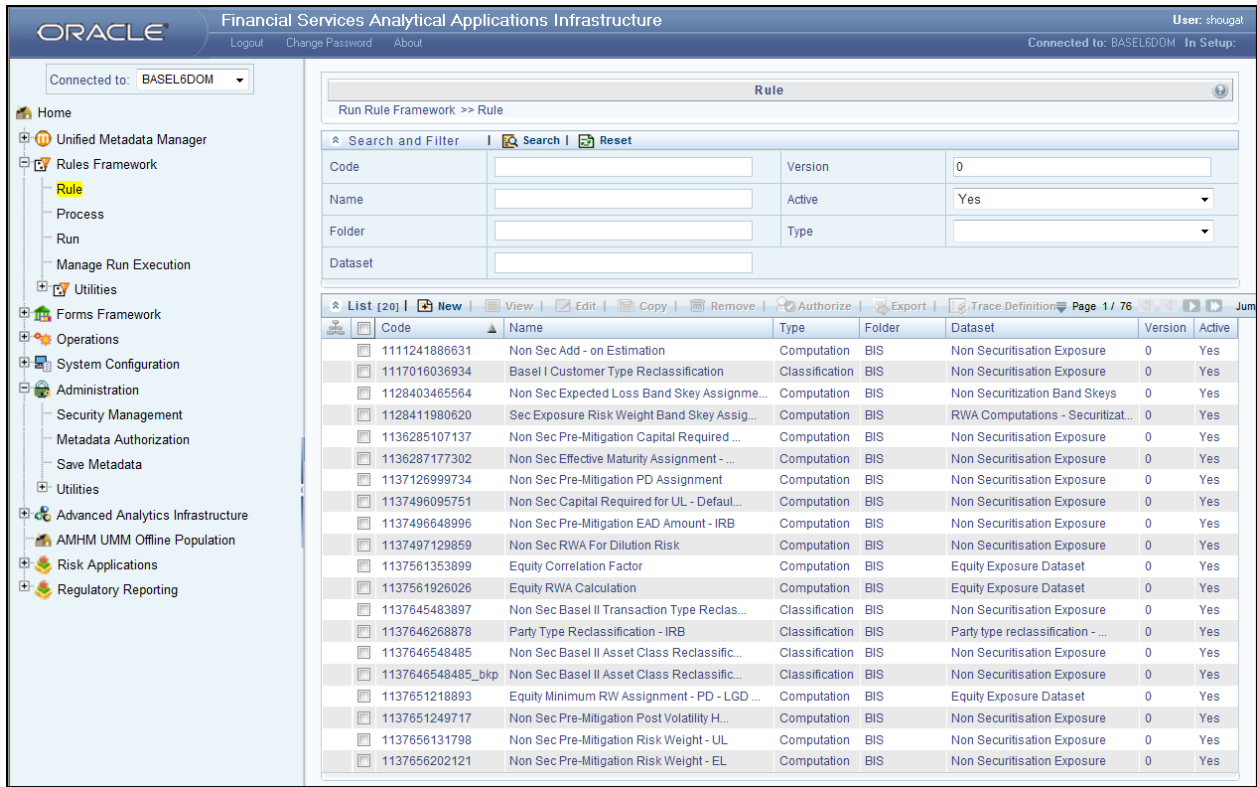 ORACLE
Financial Services Analytical Applications Infrastructure
User: shougat
Logout Change Password About
Connected to: BASEL6DOM In Setup:
Connected to: BASEL6DOM
Home
Unified Metadata Manager
Rules Framework
Rule
Process
Run
Manage Run Execution
Utilities
Forms Framework
Operations
System Configuration
Administration
Security Management
Metadata Authorization
Save Metadata
Utilities
Advanced Analytics Infrastructure
AMHM UMM Offline Population
Risk Applications
Regulatory Reporting
Rule
Run Rule Framework >> Rule
Search and Filter | Search | Reset
Code Version 0
Name Active Yes
Folder Type
Dataset
List [20] | New | View | Edit | Copy | Remove | Authorize | Export | Trace Definition Page 1 / 76 Jum
Code Name Type Folder Dataset Version Active
1111241886631 Non Sec Add - on Estimation Computation BIS Non Securitisation Exposure 0 Yes
1117016036934 Basel I Customer Type Reclassification Classification BIS Non Securitisation Exposure 0 Yes
1128403465564 Non Sec Expected Loss Band Skey Assignme... Computation BIS Non Securitization Band Skeys 0 Yes
1128411980620 Sec Exposure Risk Weight Band Skey Assig... Computation BIS RWA Computations - Securitizat... 0 Yes
1136285107137 Non Sec Pre-Mitigation Capital Required ... Computation BIS Non Securitisation Exposure 0 Yes
1136287177302 Non Sec Effective Maturity Assignment - ... Computation BIS Non Securitisation Exposure 0 Yes
1137126999734 Non Sec Pre-Mitigation PD Assignment Computation BIS Non Securitisation Exposure 0 Yes
1137496095751 Non Sec Capital Required for UL - Defaul... Computation BIS Non Securitisation Exposure 0 Yes
1137496648996 Non Sec Pre-Mitigation EAD Amount - IRB Computation BIS Non Securitisation Exposure 0 Yes
1137497129859 Non Sec RWA For Dilution Risk Computation BIS Non Securitisation Exposure 0 Yes
1137561353899 Equity Correlation Factor Computation BIS Equity Exposure Dataset 0 Yes
1137561926026 Equity RWA Calculation Computation BIS Equity Exposure Dataset 0 Yes
1137645483897 Non Sec Basel II Transaction Type Reclas... Classification BIS Non Securitisation Exposure 0 Yes
1137646268878 Party Type Reclassification - IRB Classification BIS Party type reclassification - ... 0 Yes
1137646548485 Non Sec Basel II Asset Class Reclassific... Classification BIS Non Securitisation Exposure 0 Yes
1137646548485_bkp Non Sec Basel II Asset Class Reclassific... Classification BIS Non Securitisation Exposure 0 Yes
1137651218893 Equity Minimum RW Assignment - PD - LGD ... Computation BIS Equity Exposure Dataset 0 Yes
1137651249717 Non Sec Pre-Mitigation Post Volatility H... Computation BIS Non Securitisation Exposure 0 Yes
1137656131798 Non Sec Pre-Mitigation Risk Weight - UL Computation BIS Non Securitisation Exposure 0 Yes
1137656202121 Non Sec Pre-Mitigation Risk Weight - EL Computation BIS Non Securitisation Exposure 0 Yes